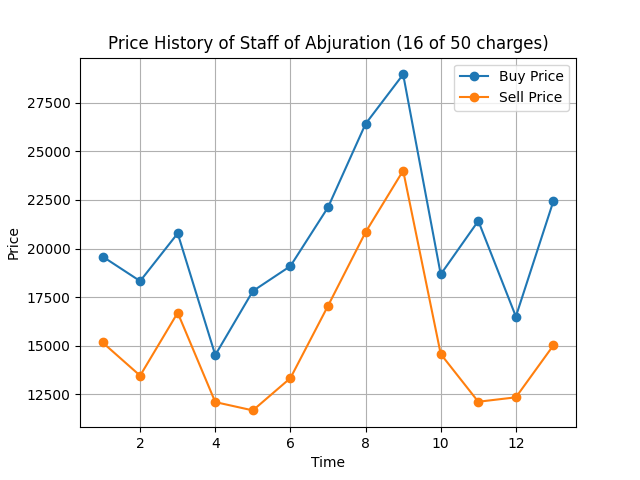 Price History of Staff of Abjuration (16 of 50 charges)
Buy Price
Sell Price
27500
25000
22500
20000
17500
15000
12500
Price
2 4 6 8 10 12
Time